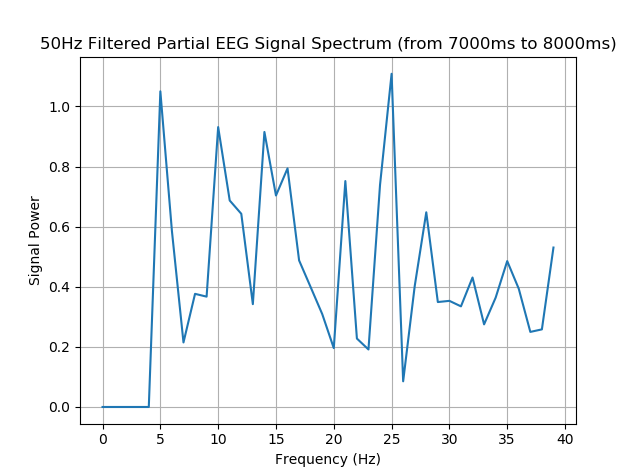 50Hz Filtered Partial EEG Signal Spectrum (from 7000ms to 8000ms)
Signal Power
1.0
0.8
0.6
0.4
0.2
0.0
0 5 10 15 20 25 30 35 40
Frequency (Hz)